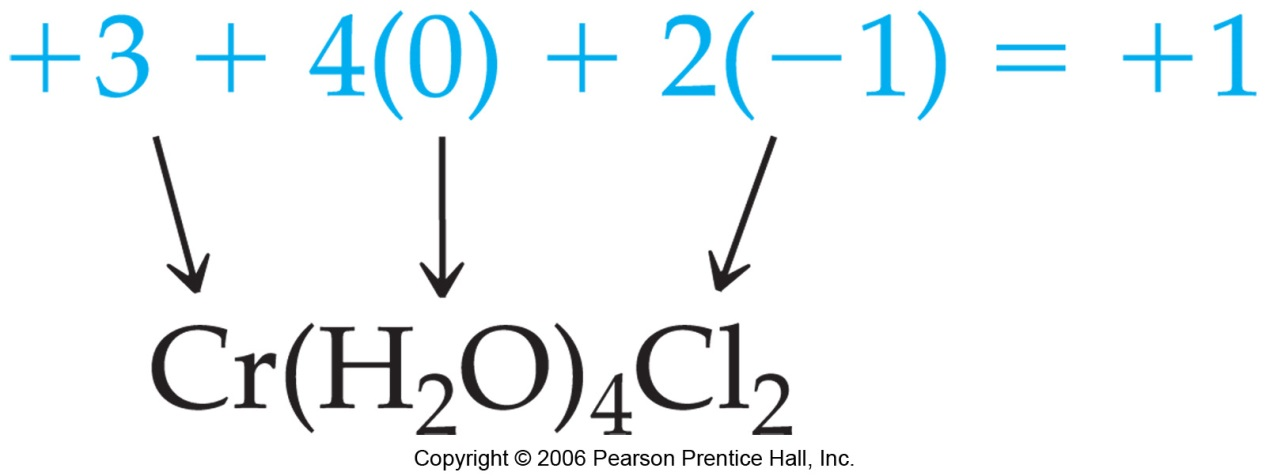 +3 + 4(0) + 2(−1) = +1
Cr(H₂O)₄Cl₂
Copyright © 2006 Pearson Prentice Hall, Inc.